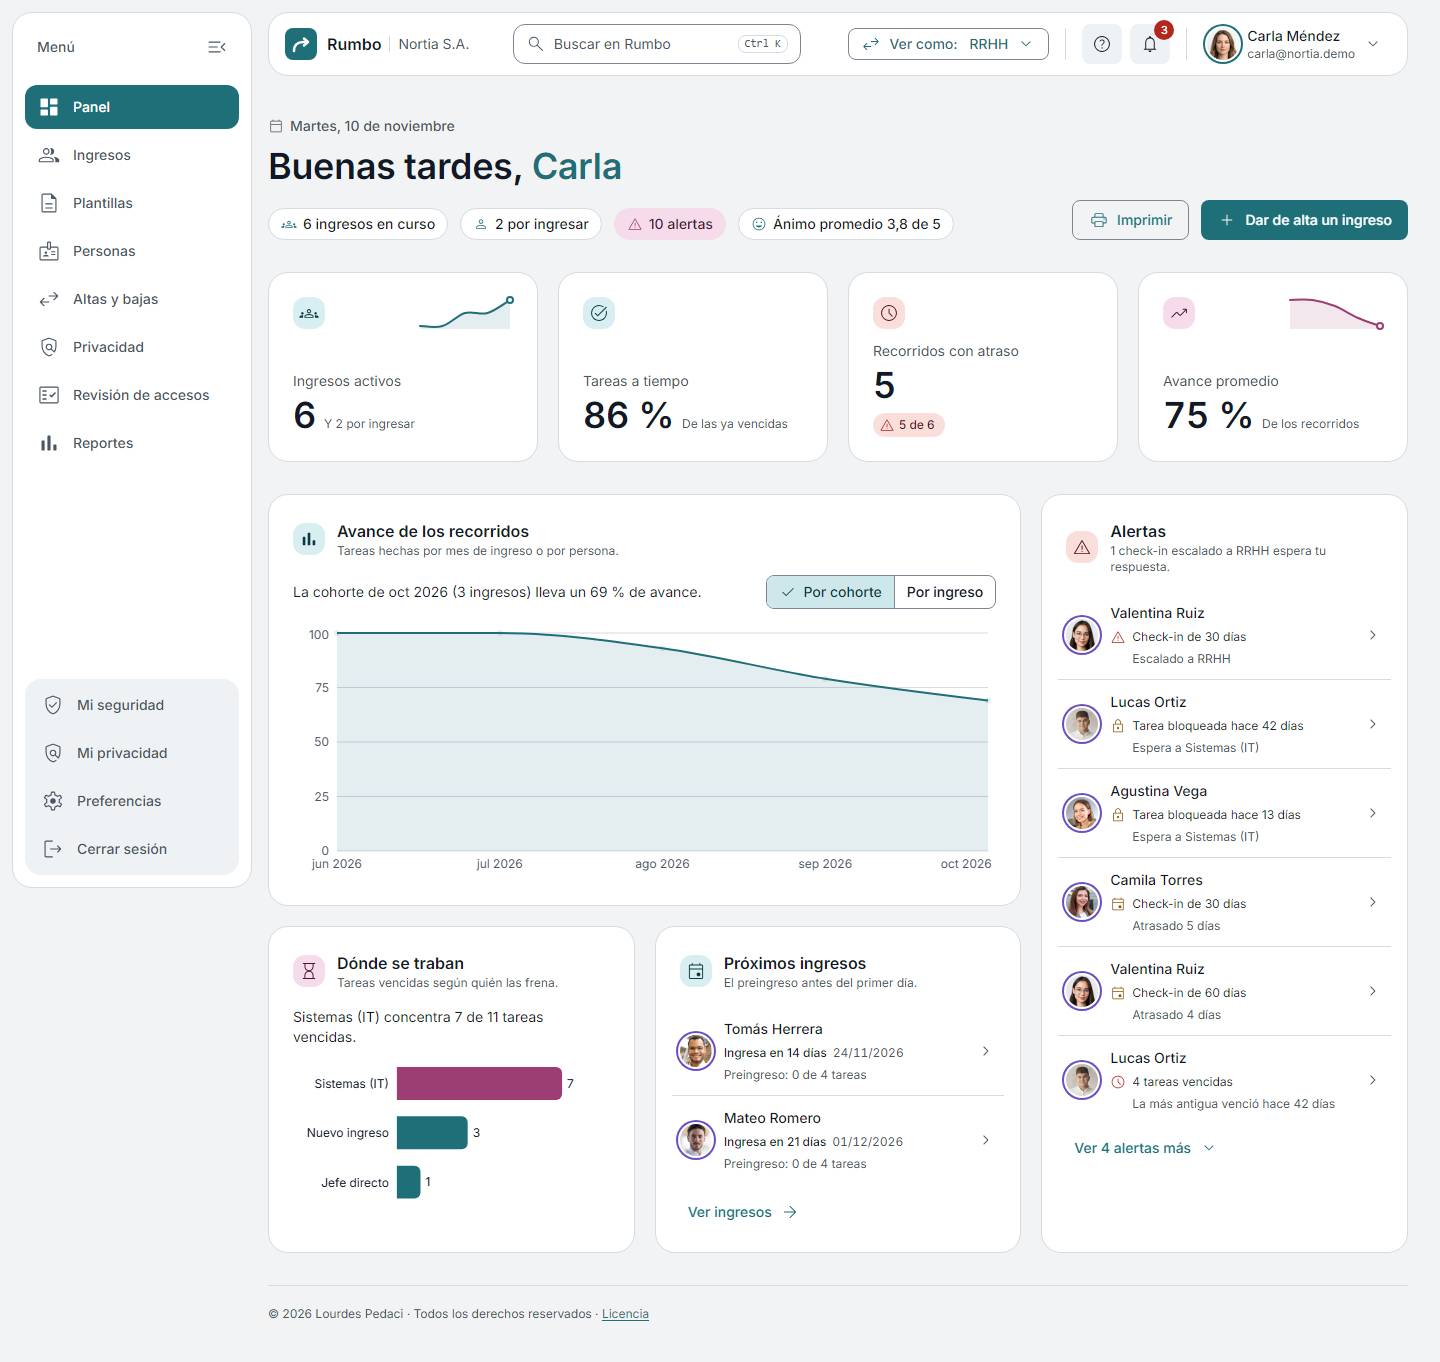 Menú
Panel
Ingresos
Plantillas
Personas
Altas y bajas
Privacidad
Revisión de accesos
Reportes
Mi seguridad
Mi privacidad
Preferencias
Cerrar sesión
Rumbo
Nortia S.A.
Buscar en Rumbo
Ctrl K
Ver como: RRHH
3
Carla Méndez
carla@nortia.demo
Martes, 10 de noviembre
Buenas tardes, Carla
6 ingresos en curso
2 por ingresar
10 alertas
Ánimo promedio 3,8 de 5
Imprimir
Dar de alta un ingreso
Ingresos activos
6 Y 2 por ingresar
Tareas a tiempo
86 % De las ya vencidas
Recorridos con atraso
5
5 de 6
Avance promedio
75 % De los recorridos
Avance de los recorridos
Tareas hechas por mes de ingreso o por persona.
La cohorte de oct 2026 (3 ingresos) lleva un 69 % de avance.
Por cohorte
Por ingreso
100
75
50
25
0
jun 2026
jul 2026
ago 2026
sep 2026
oct 2026
Dónde se traban
Tareas vencidas según quién las frena.
Sistemas (IT) concentra 7 de 11 tareas
vencidas.
Sistemas (IT) 7
Nuevo ingreso 3
Jefe directo 1
Próximos ingresos
El preingreso antes del primer día.
Tomás Herrera
Ingresa en 14 días 24/11/2026
Preingreso: 0 de 4 tareas
Mateo Romero
Ingresa en 21 días 01/12/2026
Preingreso: 0 de 4 tareas
Ver ingresos
Alertas
1 check-in escalado a RRHH espera tu
respuesta.
Valentina Ruiz
Check-in de 30 días
Escalado a RRHH
Lucas Ortiz
Tarea bloqueada hace 42 días
Espera a Sistemas (IT)
Agustina Vega
Tarea bloqueada hace 13 días
Espera a Sistemas (IT)
Camila Torres
Check-in de 30 días
Atrasado 5 días
Valentina Ruiz
Check-in de 60 días
Atrasado 4 días
Lucas Ortiz
4 tareas vencidas
La más antigua venció hace 42 días
Ver 4 alertas más
© 2026 Lourdes Pedaci · Todos los derechos reservados · Licencia